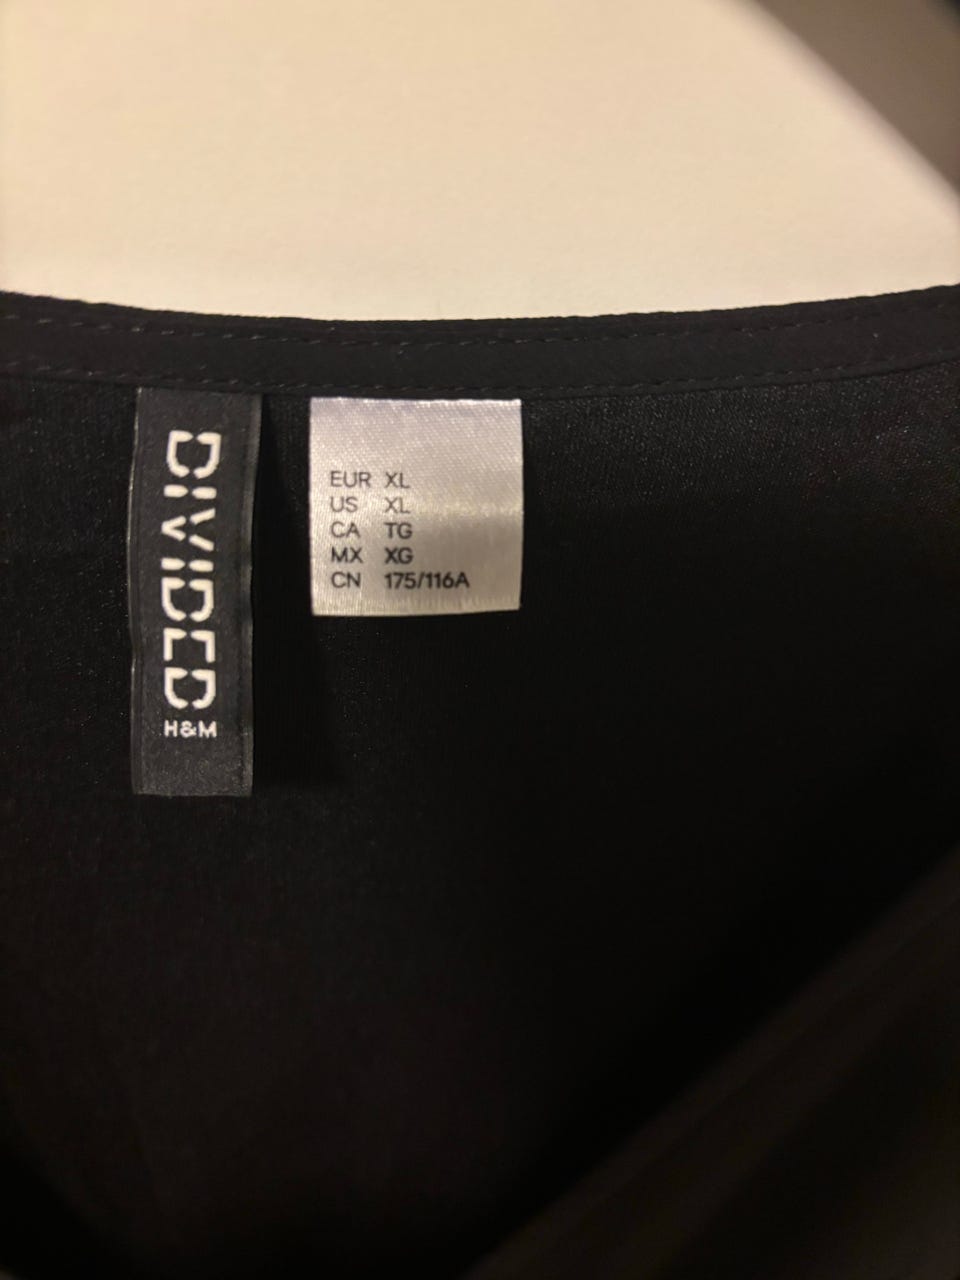 DIVIDED
H&M
EUR XL
US XL
CA TG
MX XG
CN 175/116A